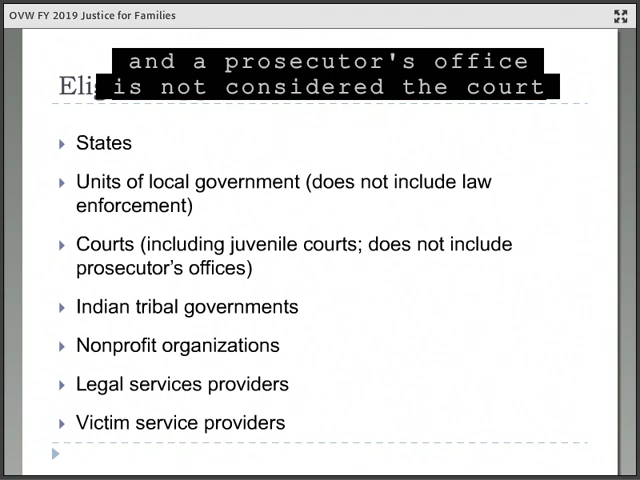 OVW FY 2019 Justice for Families
and a prosecutor's office
is not considered the court
States
Units of local government (does not include law
enforcement)
Courts (including juvenile courts; does not include
prosecutor’s offices)
Indian tribal governments
Nonprofit organizations
Legal services providers
Victim service providers